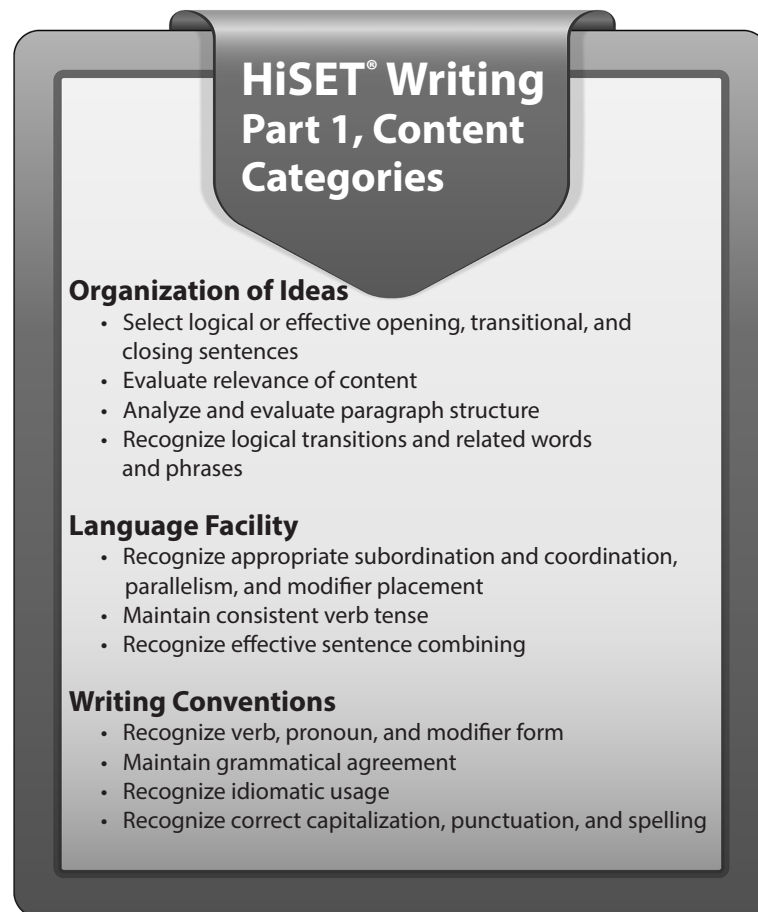 HiSET® Writing
Part 1, Content
Categories
Organization of Ideas
• Select logical or effective opening, transitional, and
closing sentences
• Evaluate relevance of content
• Analyze and evaluate paragraph structure
• Recognize logical transitions and related words
and phrases
Language Facility
• Recognize appropriate subordination and coordination,
parallelism, and modifier placement
• Maintain consistent verb tense
• Recognize effective sentence combining
Writing Conventions
• Recognize verb, pronoun, and modifier form
• Maintain grammatical agreement
• Recognize idiomatic usage
• Recognize correct capitalization, punctuation, and spelling